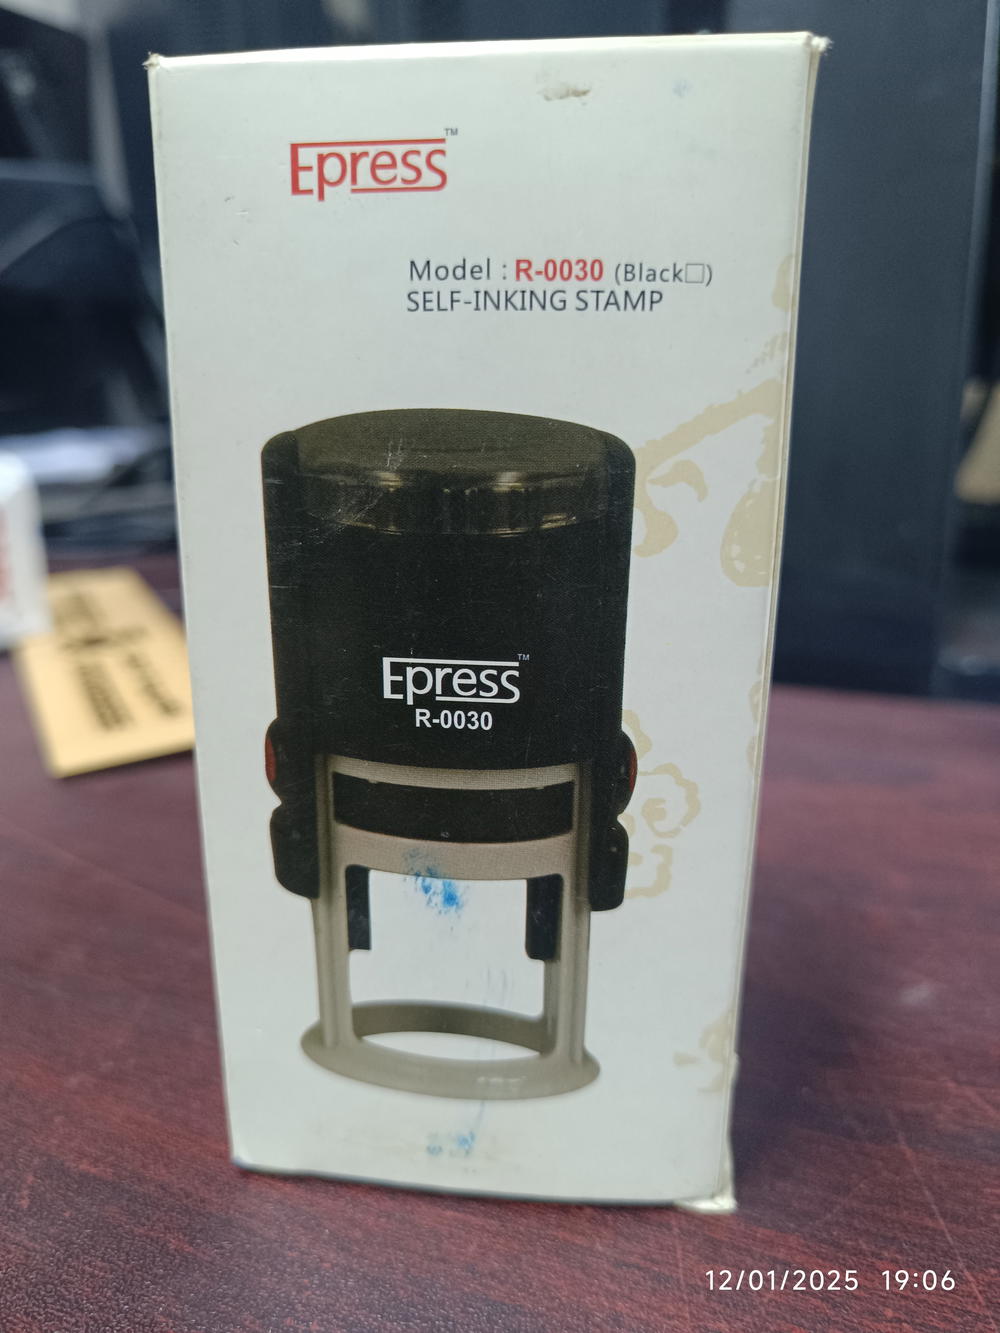 Epress™
Model : R-0030 (Black□)
SELF-INKING STAMP
Epress™
R-0030
12/01/2025 19:06